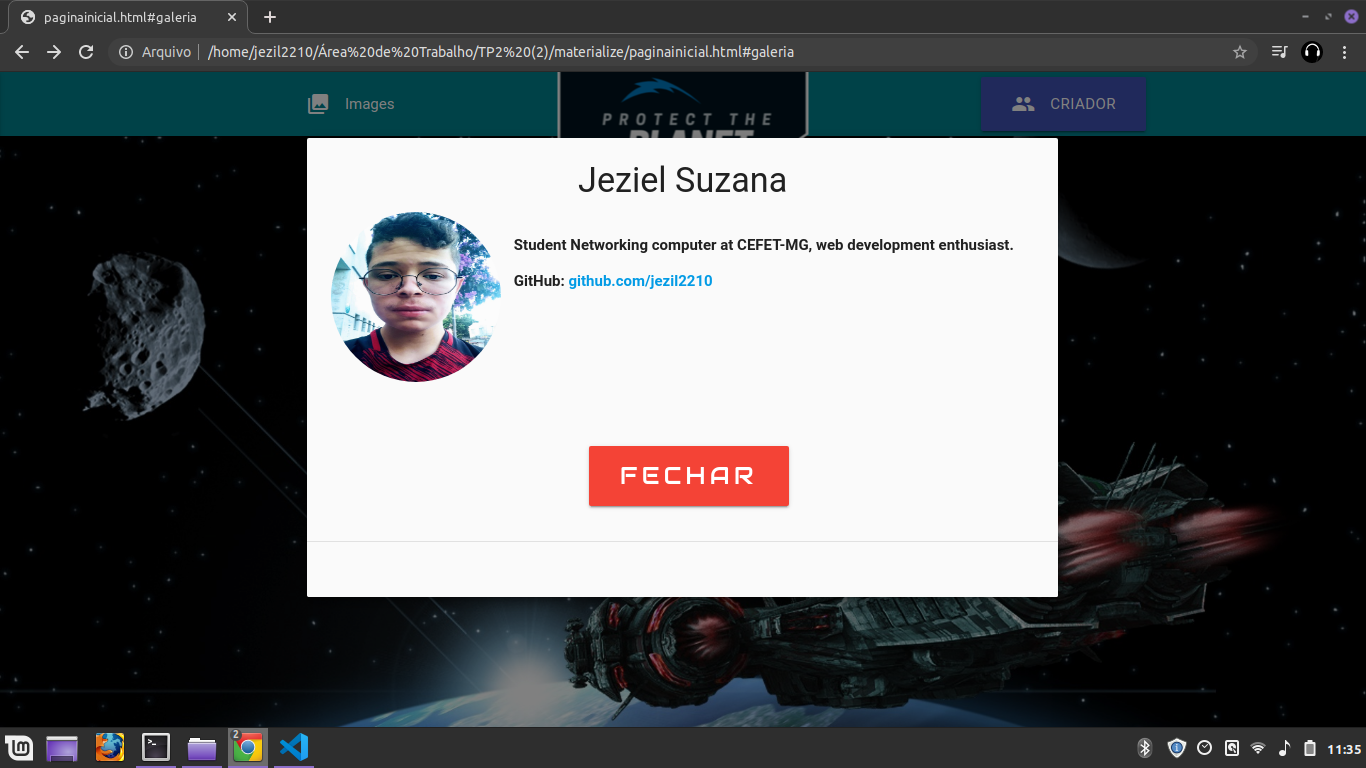 paginainicial.html#galeria
Arquivo
/home/jezil2210/Área%20de%20Trabalho/TP2%20(2)/materialize/paginainicial.html#galeria
Images
PROTECT THE
PLANET
CRIADOR
Jeziel Suzana
Student Networking computer at CEFET-MG, web development enthusiast.
GitHub: github.com/jezil2210
FECHAR
2
11:35